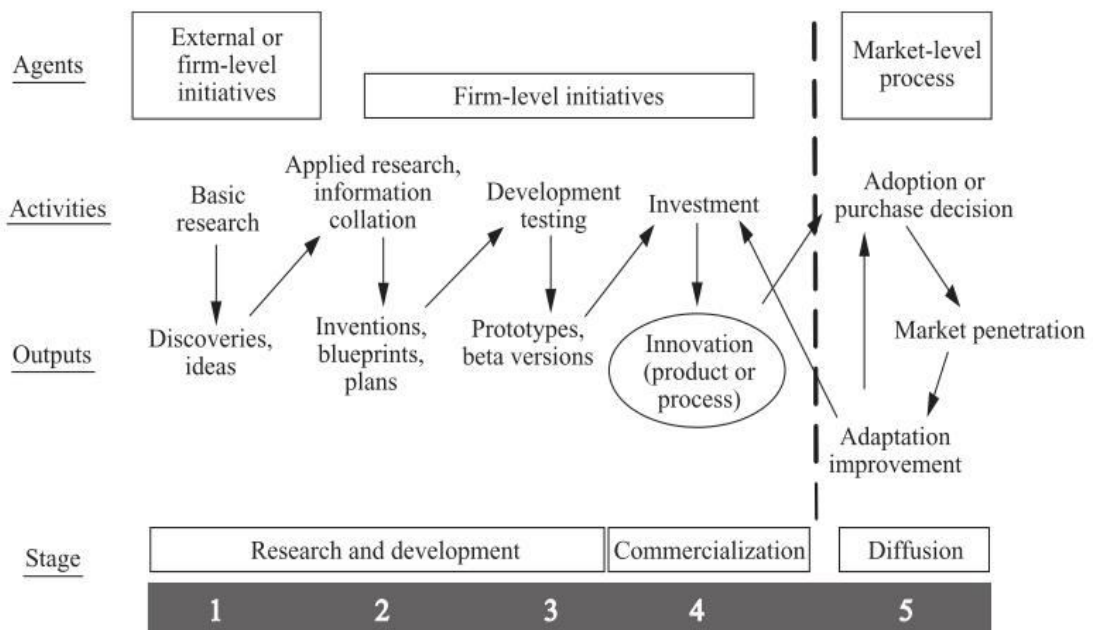 Agents
External or
firm-level
initiatives
Firm-level initiatives
Market-level
process
Activities
Basic
research
Applied research,
information
collation
Development
testing
Investment
Adoption or
purchase decision
Outputs
Discoveries,
ideas
Inventions,
blueprints,
plans
Prototypes,
beta versions
Innovation
(product or
process)
Market penetration
Adaptation
improvement
Stage
Research and development
Commercialization
Diffusion
1 2 3 4 5